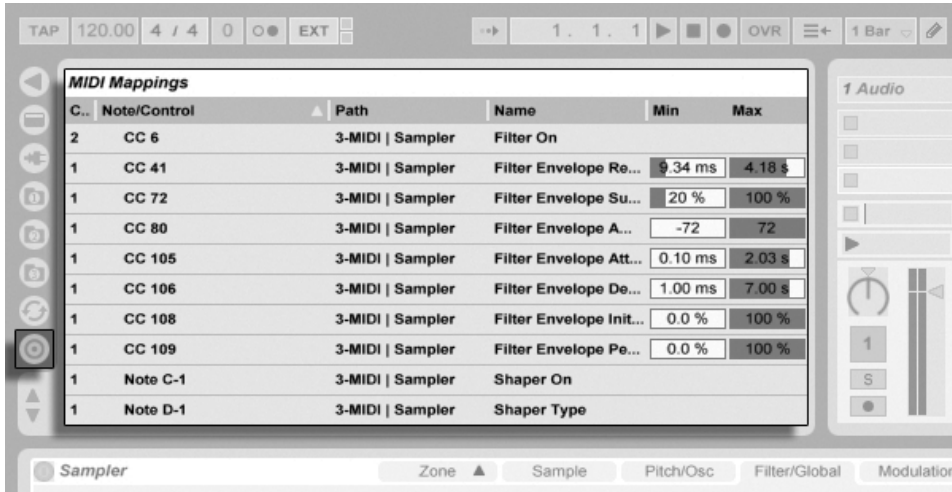 TAP 120.00 4 / 4 0 EXT 1. 1. 1 OVR 1 Bar
MIDI Mappings
C.. Note/Control Path Name Min Max
2 CC 6 3-MIDI | Sampler Filter On
1 CC 41 3-MIDI | Sampler Filter Envelope Re... 9.34 ms 4.18 s
1 CC 72 3-MIDI | Sampler Filter Envelope Su... 20 % 100 %
1 CC 80 3-MIDI | Sampler Filter Envelope A... -72 72
1 CC 105 3-MIDI | Sampler Filter Envelope Att... 0.10 ms 2.03 s
1 CC 106 3-MIDI | Sampler Filter Envelope De... 1.00 ms 7.00 s
1 CC 108 3-MIDI | Sampler Filter Envelope Init... 0.0 % 100 %
1 CC 109 3-MIDI | Sampler Filter Envelope Pe... 0.0 % 100 %
1 Note C-1 3-MIDI | Sampler Shaper On
1 Note D-1 3-MIDI | Sampler Shaper Type
1
2
3
1 Audio
1
S
Sampler Zone Sample Pitch/Osc Filter/Global Modulation